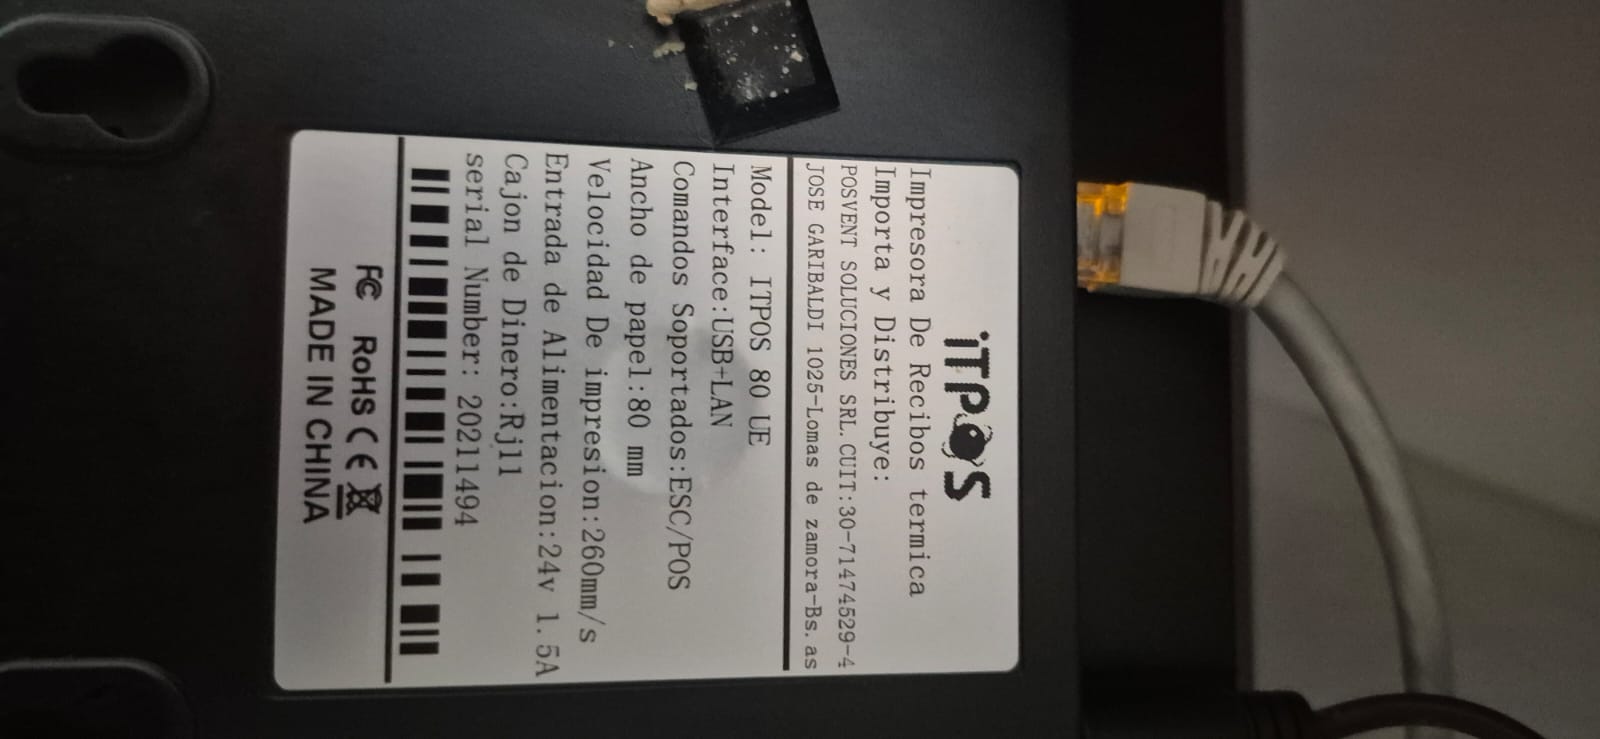 iTPOS
Impresora De Recibos termica
Importa y Distribuye:
POSVENT SOLUCIONES SRL. CUIT:30-71474529-4
JOSE GARIBALDI 1025-Lomas de zamora-Bs. as
Model: ITPOS 80 UE
Interface:USB+LAN
Comandos Soportados:ESC/POS
Ancho de papel:80 mm
Velocidad De impresion:260mm/s
Entrada de Alimentacion:24v 1.5A
Cajon de Dinero:Rj11
serial Number: 20211494
FC RoHS CE
MADE IN CHINA